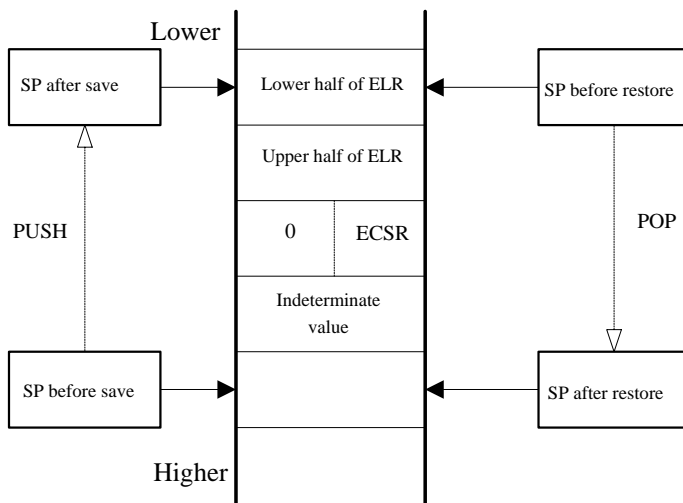 Lower
SP after save
Lower half of ELR
SP before restore
Upper half of ELR
PUSH
0
ECSR
POP
Indeterminate
value
SP before save
SP after restore
Higher